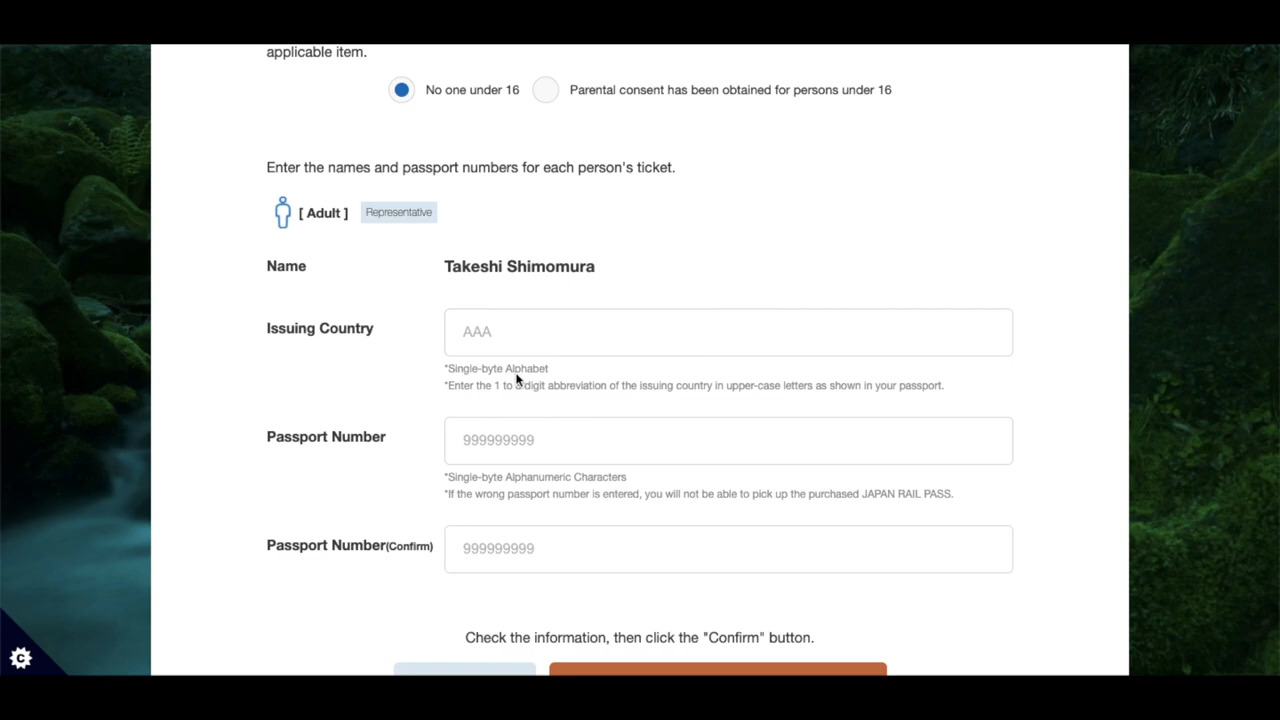 applicable item.
No one under 16 Parental consent has been obtained for persons under 16
Enter the names and passport numbers for each person's ticket.
[ Adult ] Representative
Name Takeshi Shimomura
Issuing Country AAA
*Single-byte Alphabet
*Enter the 1 to 3 digit abbreviation of the issuing country in upper-case letters as shown in your passport.
Passport Number 999999999
*Single-byte Alphanumeric Characters
*If the wrong passport number is entered, you will not be able to pick up the purchased JAPAN RAIL PASS.
Passport Number(Confirm) 999999999
Check the information, then click the "Confirm" button.
C